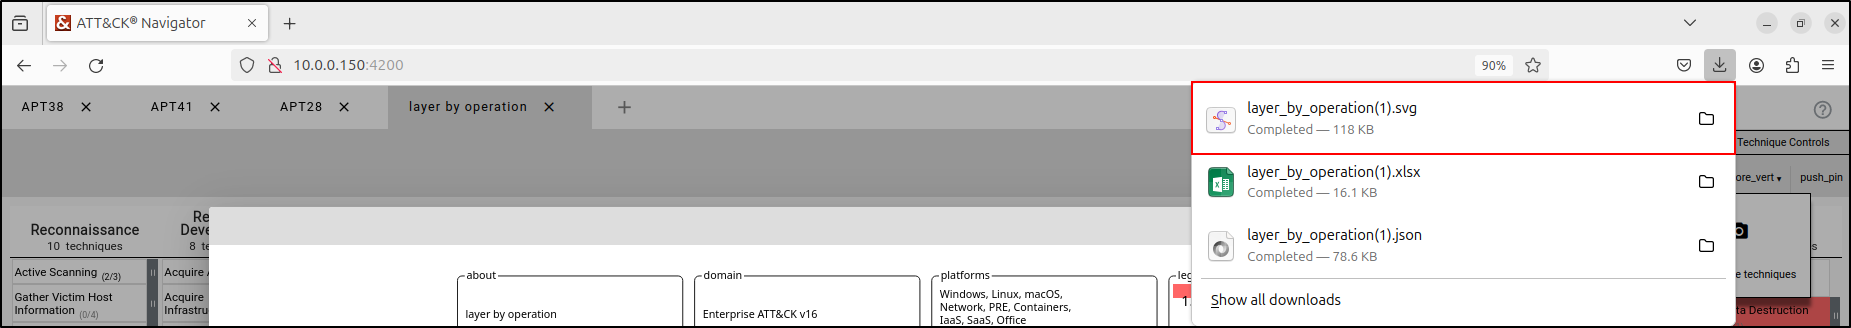 ATT&CK® Navigator
10.0.0.150:4200
90%
APT38
APT41
APT28
layer by operation
layer_by_operation(1).svg
Completed — 118 KB
layer_by_operation(1).xlsx
Completed — 16.1 KB
layer_by_operation(1).json
Completed — 78.6 KB
Show all downloads
Technique Controls
ore_vert
push_pin
Reconnaissance
10 techniques
Re
Deve
8 te
Active Scanning (2/3)
Acquire A
Gather Victim Host
Information (0/4)
Acquire
Infrastru
about
layer by operation
domain
Enterprise ATT&CK v16
platforms
Windows, Linux, macOS,
Network, PRE, Containers,
IaaS, SaaS, Office
leg
1
s
e techniques
ta Destruction